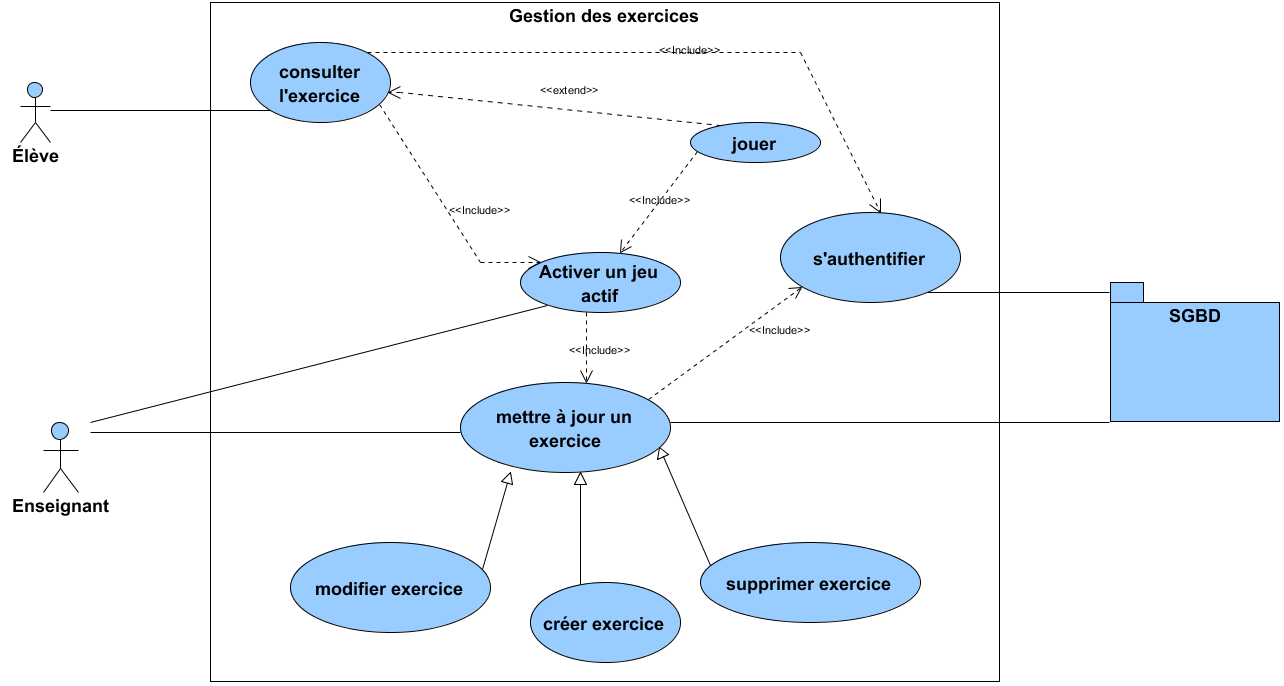 Gestion des exercices
consulter
l'exercice
<<Include>>
<<extend>>
jouer
Élève
<<Include>>
<<Include>>
s'authentifier
Activer un jeu
actif
SGBD
<<Include>>
<<Include>>
mettre à jour un
exercice
Enseignant
modifier exercice
créer exercice
supprimer exercice